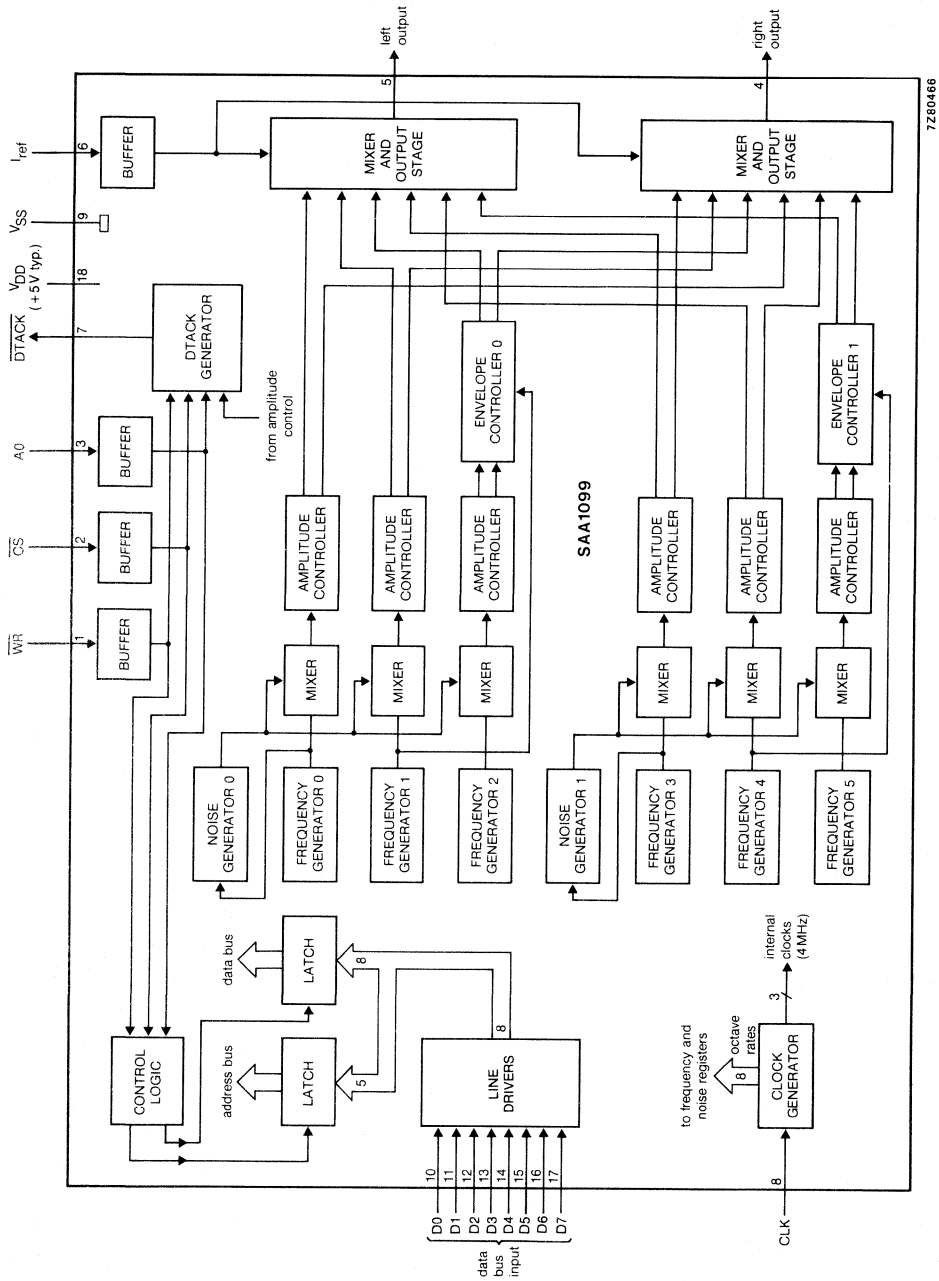 WR
CS
A0
DTACK
VDD
(+5 V typ.)
VSS
Iref
1
2
3
7
18
9
6
BUFFER
BUFFER
BUFFER
BUFFER
DTACK
GENERATOR
from amplitude
control
CONTROL
LOGIC
address bus
data bus
LATCH
LATCH
5
8
8
LINE
DRIVERS
data
bus
input
D0
D1
D2
D3
D4
D5
D6
D7
10
11
12
13
14
15
16
17
CLK
8
CLOCK
GENERATOR
to frequency and
noise registers
8
octave
rates
3
internal
clocks
(4 MHz)
NOISE
GENERATOR 0
FREQUENCY
GENERATOR 0
FREQUENCY
GENERATOR 1
FREQUENCY
GENERATOR 2
MIXER
MIXER
MIXER
AMPLITUDE
CONTROLLER
AMPLITUDE
CONTROLLER
AMPLITUDE
CONTROLLER
ENVELOPE
CONTROLLER 0
SAA1099
NOISE
GENERATOR 1
FREQUENCY
GENERATOR 3
FREQUENCY
GENERATOR 4
FREQUENCY
GENERATOR 5
MIXER
MIXER
MIXER
AMPLITUDE
CONTROLLER
AMPLITUDE
CONTROLLER
AMPLITUDE
CONTROLLER
ENVELOPE
CONTROLLER 1
MIXER
AND
OUTPUT
STAGE
MIXER
AND
OUTPUT
STAGE
5
left
output
4
right
output
7Z80466